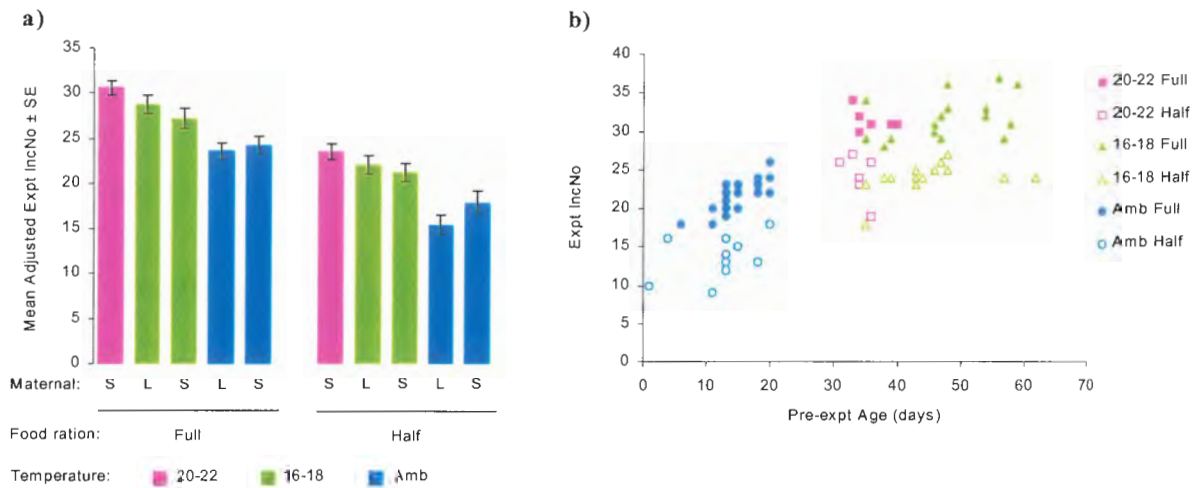 a)
Mean Adjusted Expt IncNo ± SE
35
30
25
20
15
10
5
0
Maternal: S L S L S S L S L S
Food ration: Full Half
Temperature: 20-22 16-18 Amb
b)
Expt IncNo
40
35
30
25
20
15
10
5
0
0 10 20 30 40 50 60 70
Pre-expt Age (days)
20-22 Full
20-22 Half
16-18 Full
16-18 Half
Amb Full
Amb Half